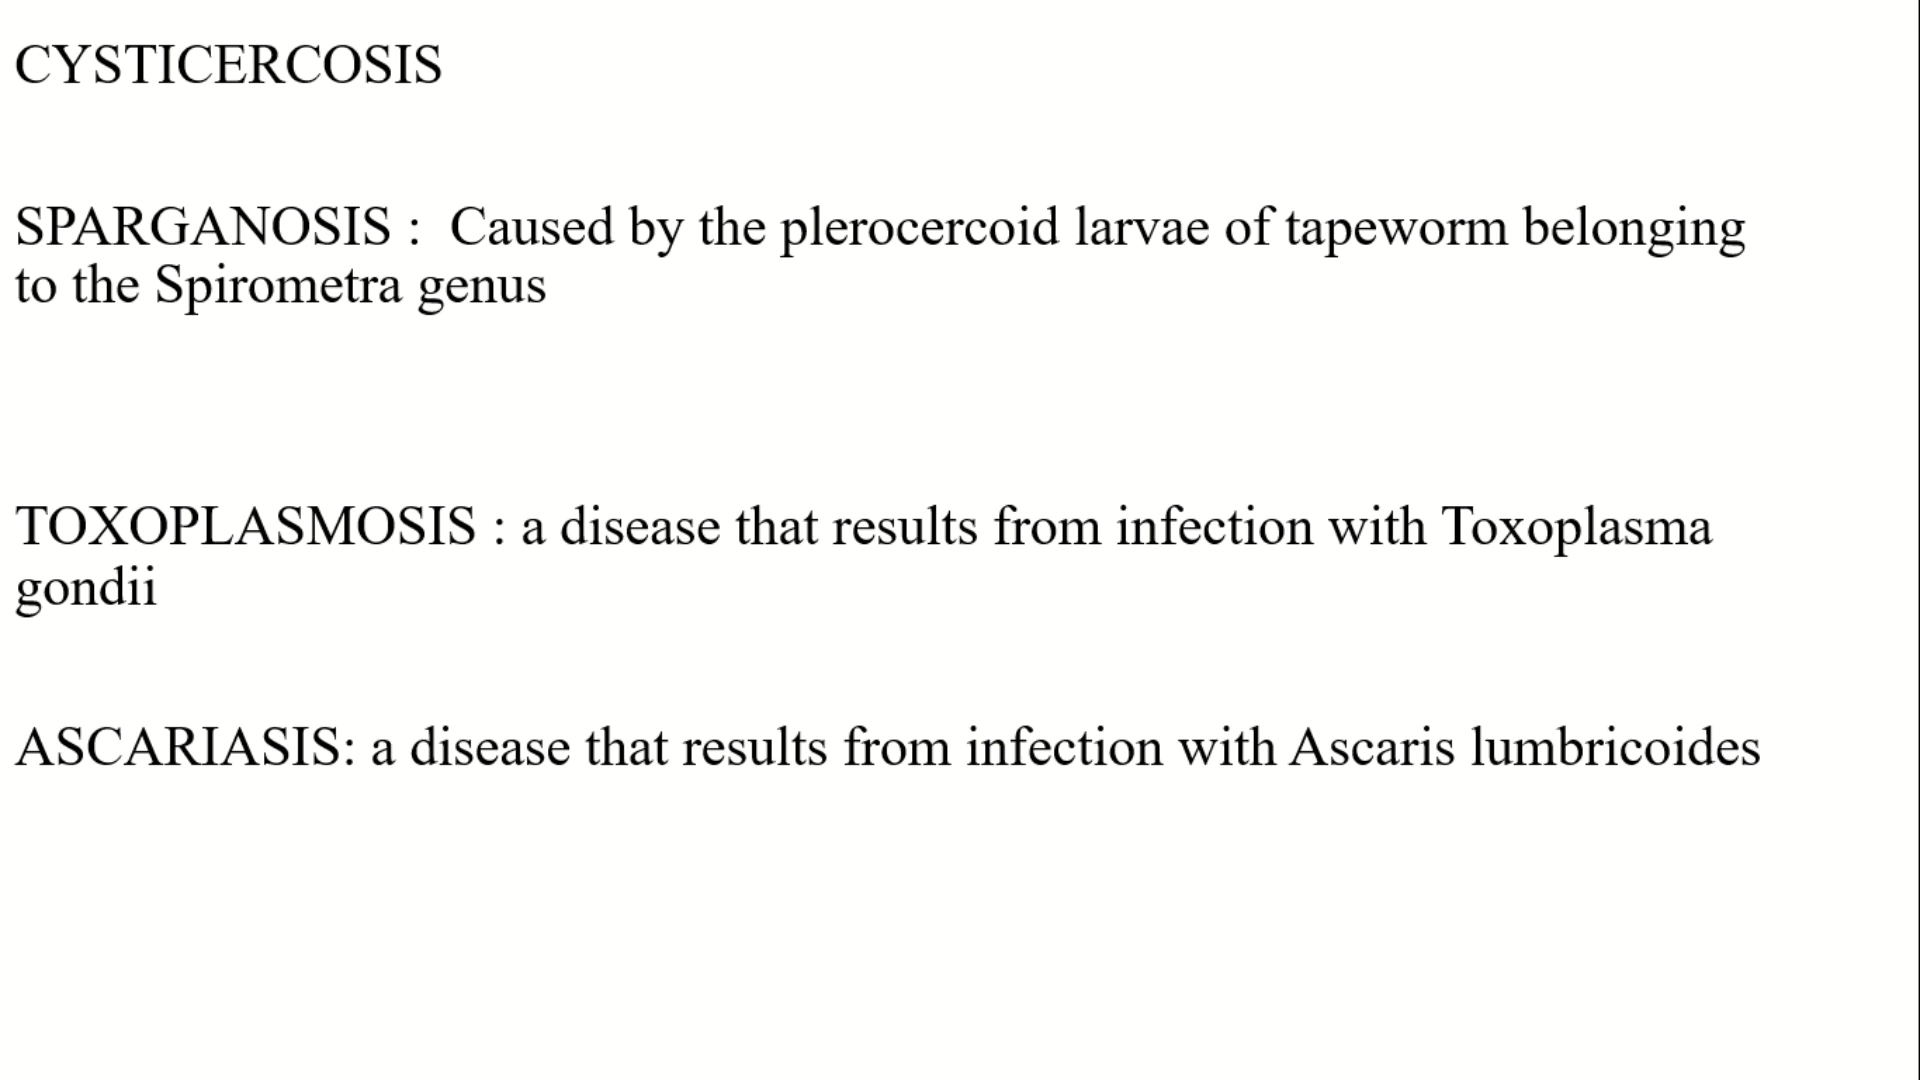 CYSTICERCOSIS
SPARGANOSIS :  Caused by the plerocercoid larvae of tapeworm belonging
to the Spirometra genus
TOXOPLASMOSIS : a disease that results from infection with Toxoplasma
gondii
ASCARIASIS: a disease that results from infection with Ascaris lumbricoides